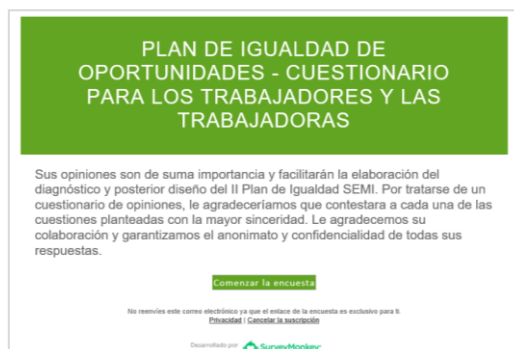 PLAN DE IGUALDAD DE
OPORTUNIDADES - CUESTIONARIO
PARA LOS TRABAJADORES Y LAS
TRABAJADORAS
Sus opiniones son de suma importancia y facilitarán la elaboración del
diagnóstico y posterior diseño del II Plan de Igualdad SEMI. Por tratarse de un
cuestionario de opiniones, le agradeceríamos que contestara a cada una de las
cuestiones planteadas con la mayor sinceridad. Le agradecemos su
colaboración y garantizamos el anonimato y confidencialidad de todas sus
respuestas.
Comenzar la encuesta
No reenvíes este correo electrónico ya que el enlace de la encuesta es exclusivo para ti.
Privacidad | Cancelar la suscripción
Desarrollado por SurveyMonkey